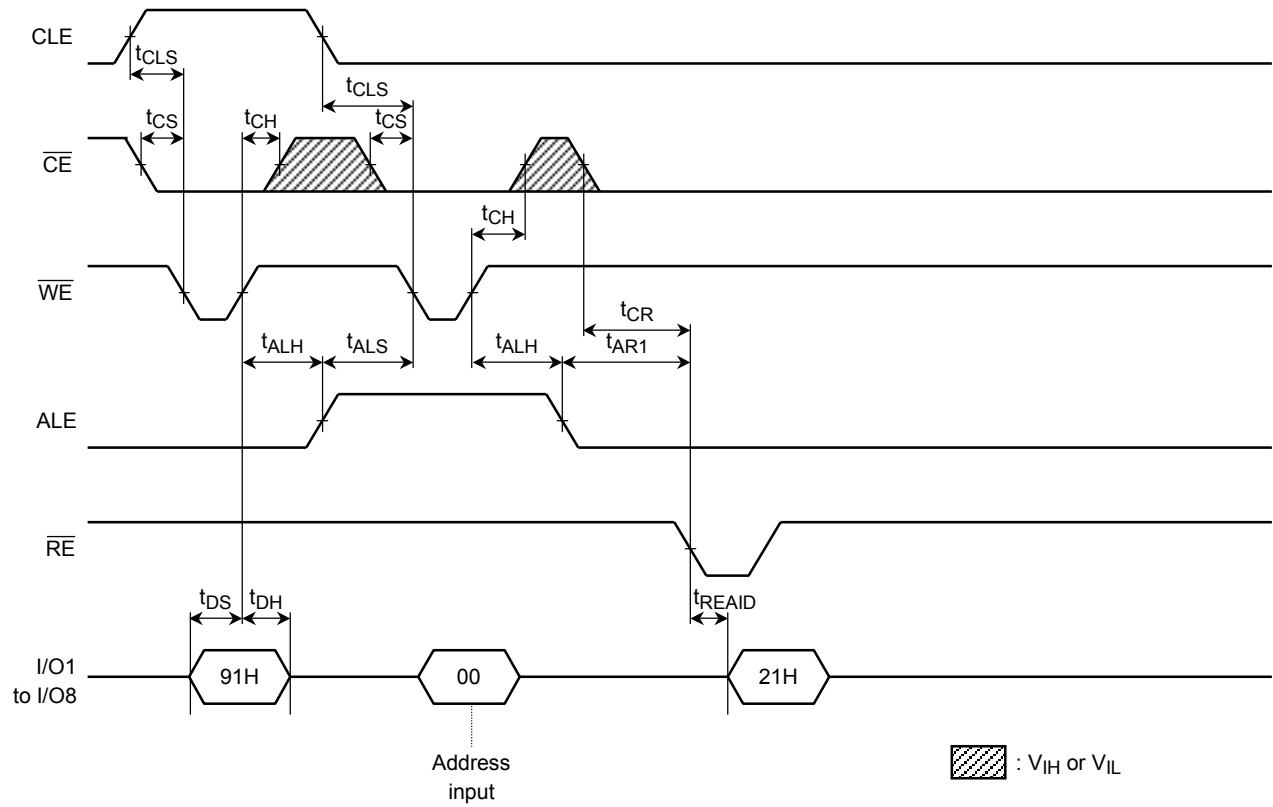 CLE
tCLS
tCLS
tCS
tCH
tCS
CE
tCH
WE
tCR
tALH
tALS
tALH
tAR1
ALE
RE
tDS
tDH
tREAID
I/O1
to I/O8
91H
00
21H
Address
input
: VIH or VIL